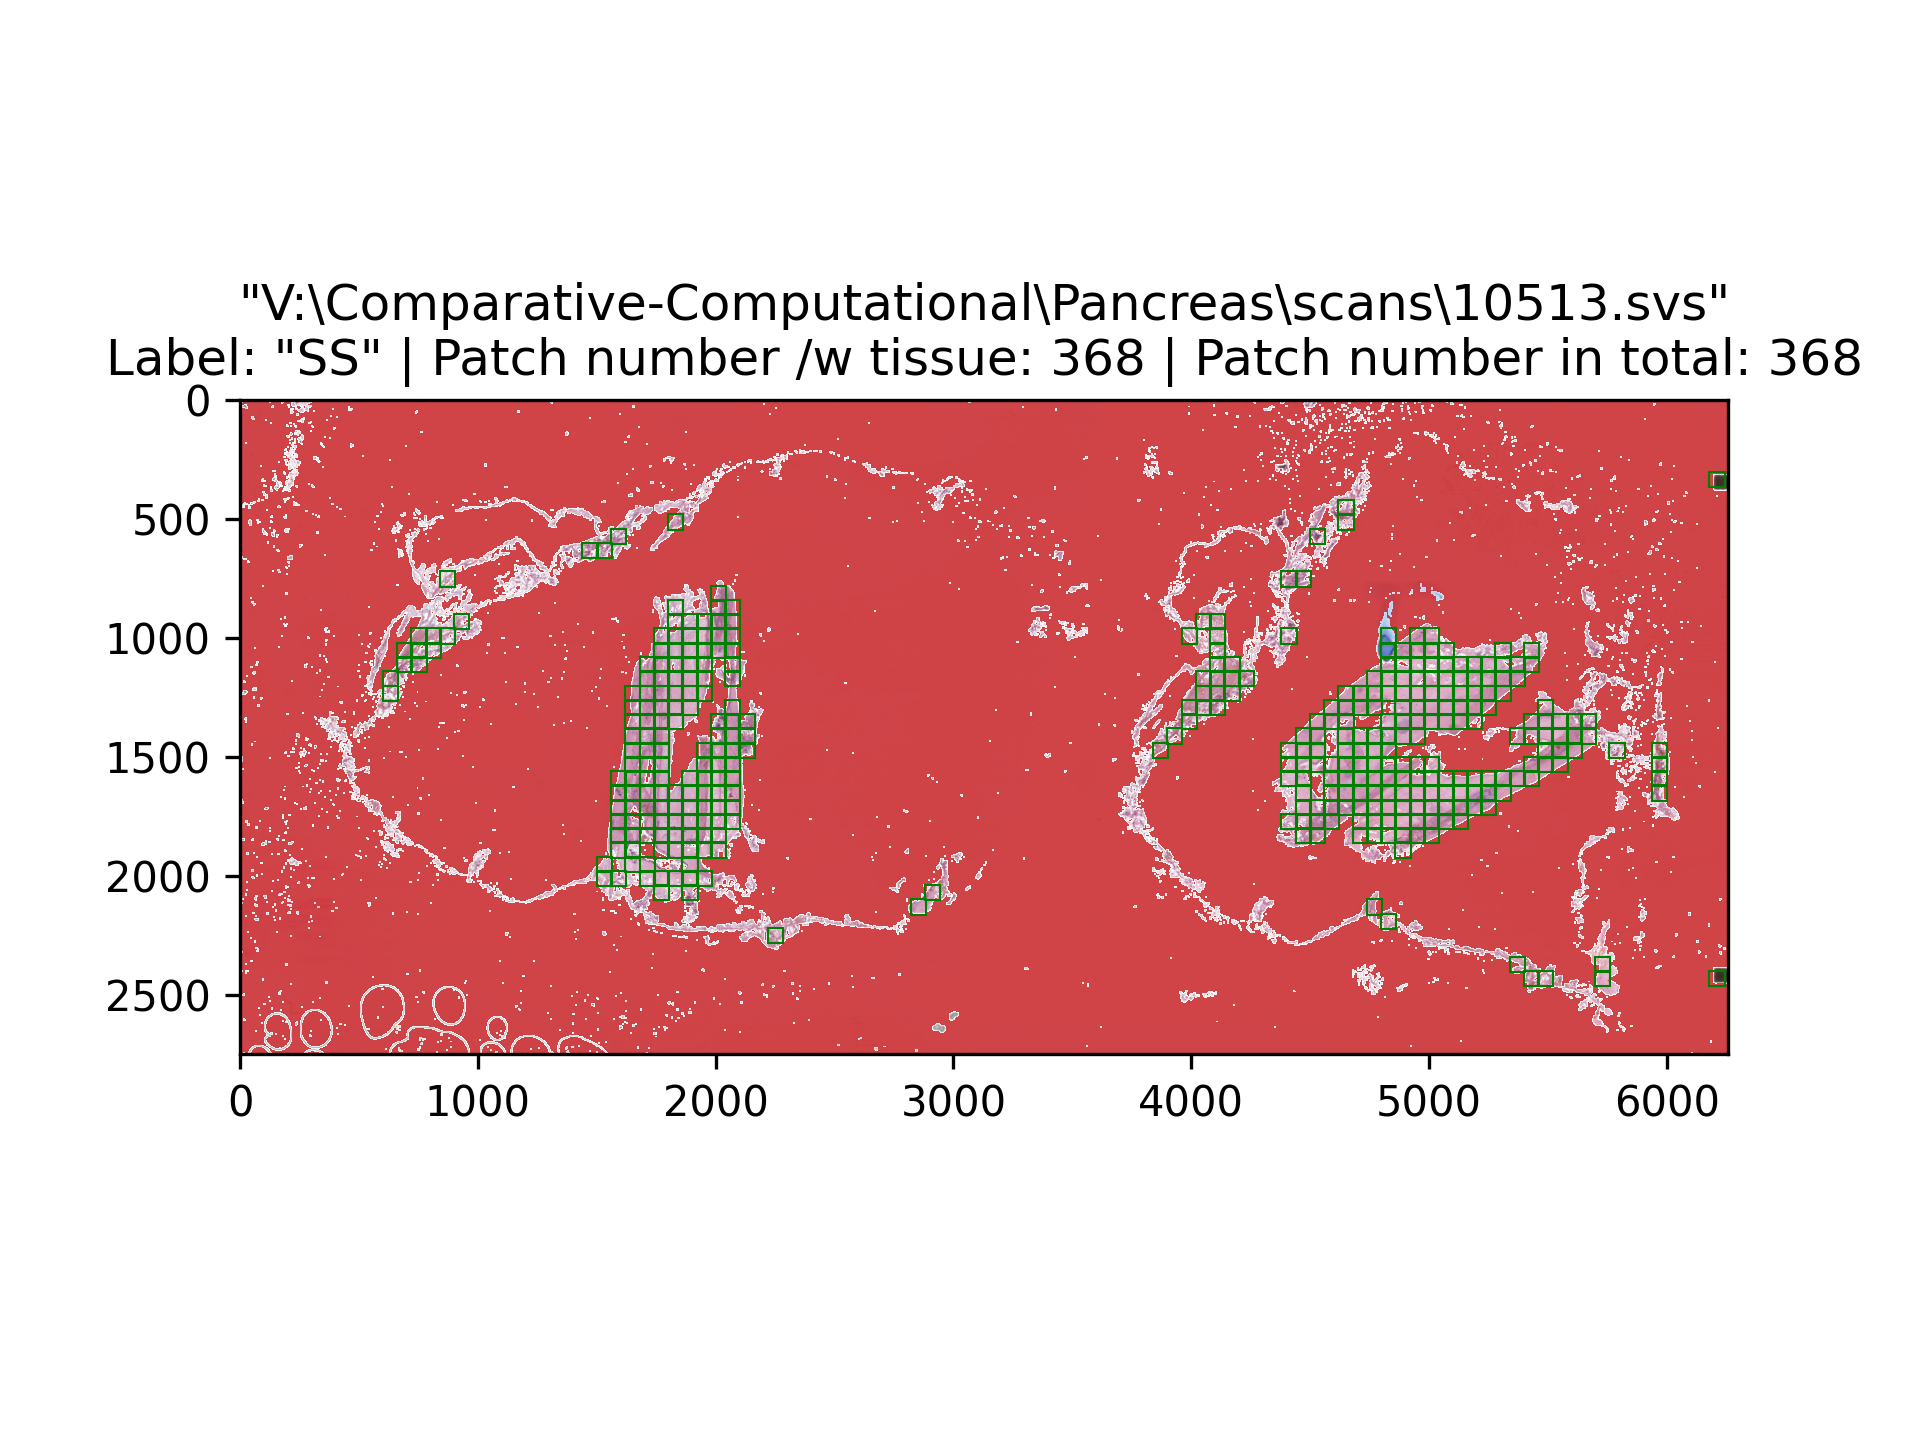 "V:\Comparative-Computational\Pancreas\scans\10513.svs"
Label: "SS" | Patch number /w tissue: 368 | Patch number in total: 368
0
500
1000
1500
2000
2500
0 1000 2000 3000 4000 5000 6000